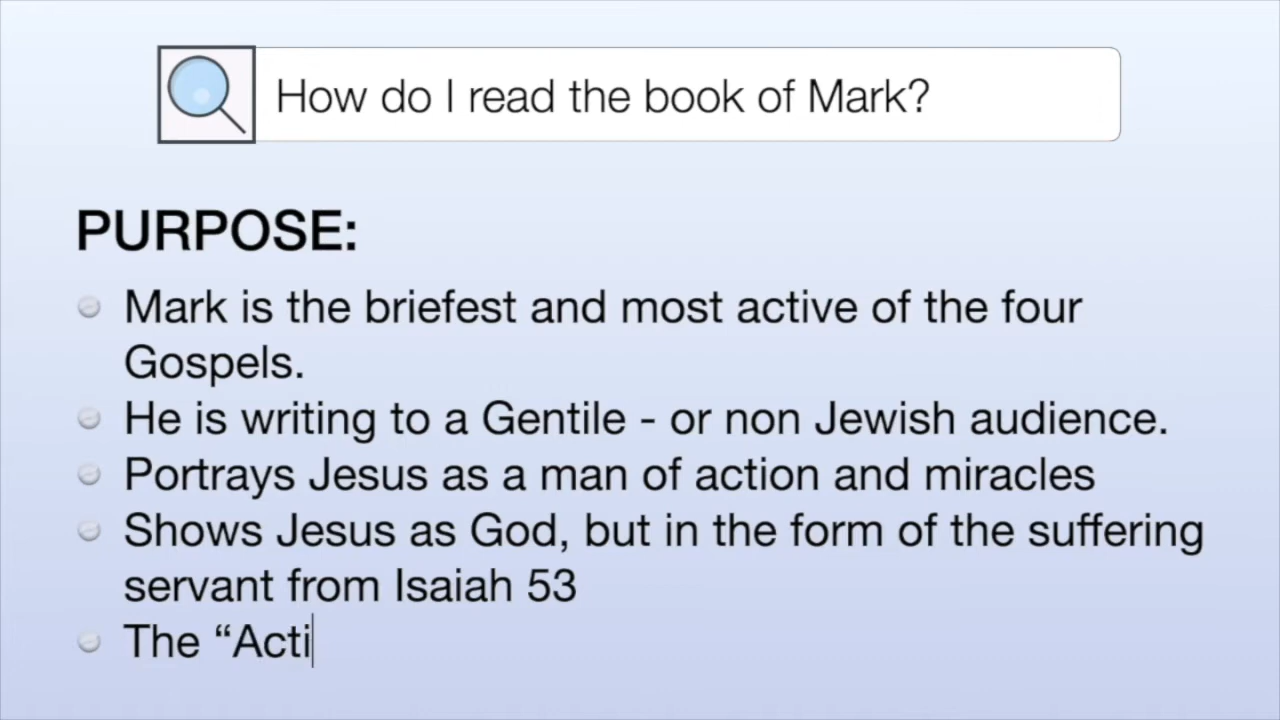 How do I read the book of Mark?
PURPOSE:
Mark is the briefest and most active of the four
Gospels.
He is writing to a Gentile - or non Jewish audience.
Portrays Jesus as a man of action and miracles
Shows Jesus as God, but in the form of the suffering
servant from Isaiah 53
The “Acti